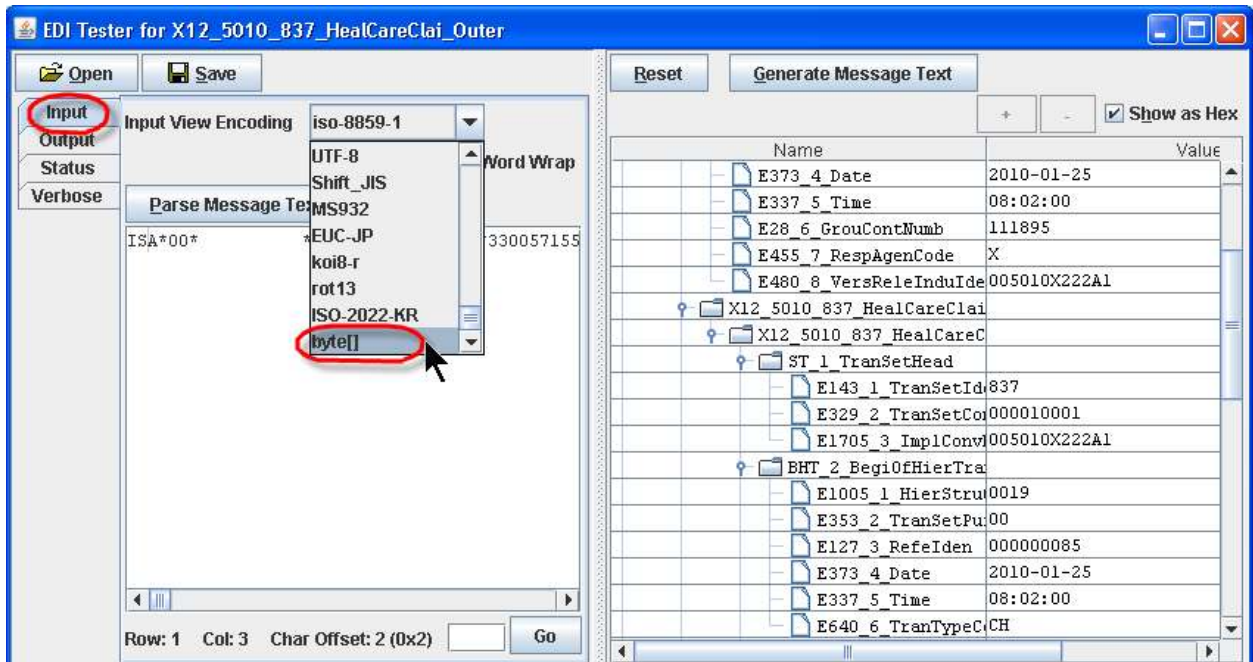 EDI Tester for X12_5010_837_HealCareClai_Outer
Open Save
Input
Output
Status
Verbose
Input View Encoding iso-8859-1
Word Wrap
Parse Message Te
UTF-8
Shift_JIS
MS932
EUC-JP
koi8-r
rot13
ISO-2022-KR
byte[]
ISA*00* * *330057155
Row: 1 Col: 3 Char Offset: 2 (0x2) Go
Reset Generate Message Text
+ - Show as Hex
Name Value
E373_4_Date 2010-01-25
E337_5_Time 08:02:00
E28_6_GrouContNumb 111895
E455_7_RespAgenCode X
E480_8_VersReleInduIde 005010X222A1
X12_5010_837_HealCareClai
X12_5010_837_HealCareC
ST_1_TranSetHead
E143_1_TranSetId 837
E329_2_TranSetCo 000010001
E1705_3_ImplConv 005010X222A1
BHT_2_BegiOfHierTra
E1005_1_HierStru 0019
E353_2_TranSetPu 00
E127_3_RefeIden 000000085
E373_4_Date 2010-01-25
E337_5_Time 08:02:00
E640_6_TranTypeC CH